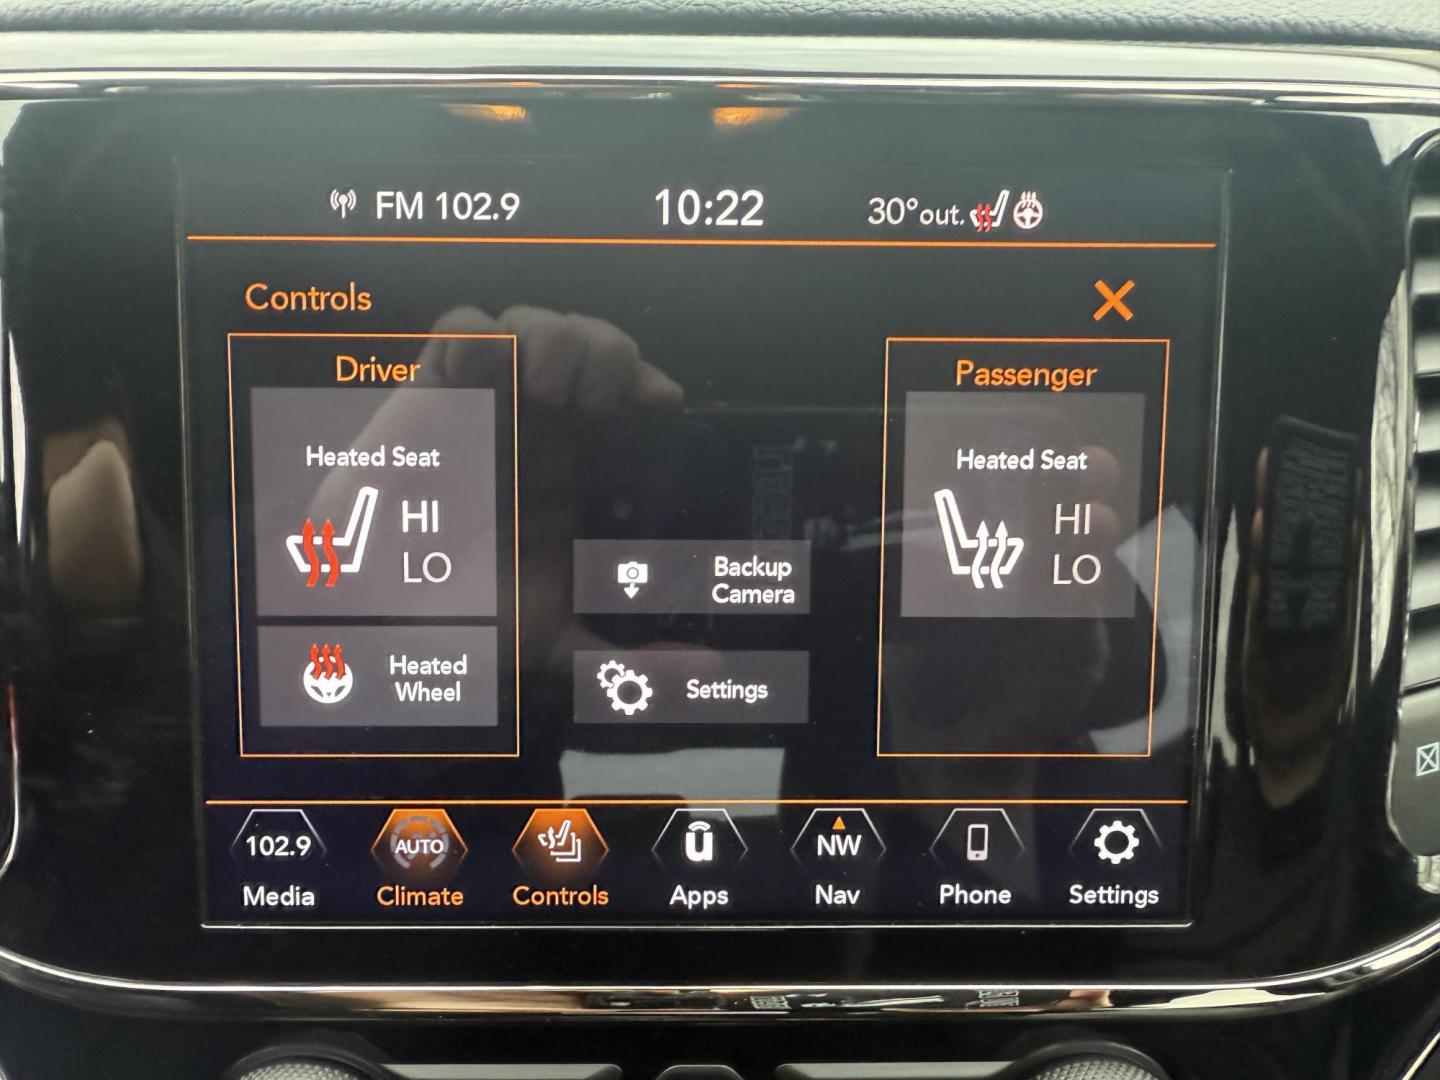 FM 102.9
10:22
30° out.
Controls
Driver
Heated Seat
HI
LO
Heated
Wheel
Backup
Camera
Settings
Passenger
Heated Seat
HI
LO
102.9
Media
AUTO
Climate
Controls
u
Apps
NW
Nav
Phone
Settings